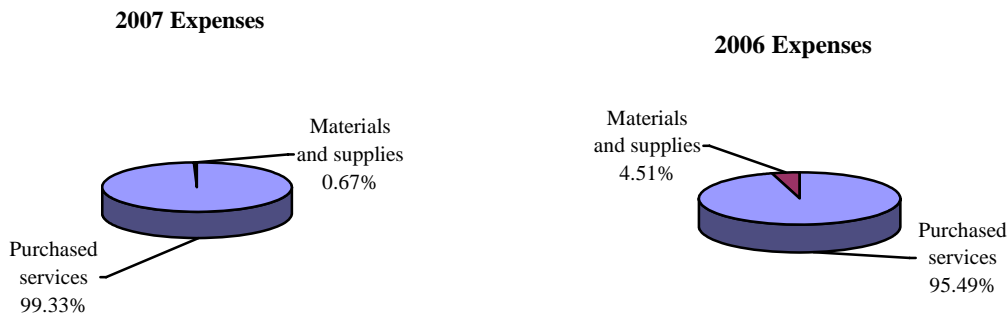 2007 Expenses
Materials
and supplies
0.67%
Purchased
services
99.33%
2006 Expenses
Materials
and supplies
4.51%
Purchased
services
95.49%